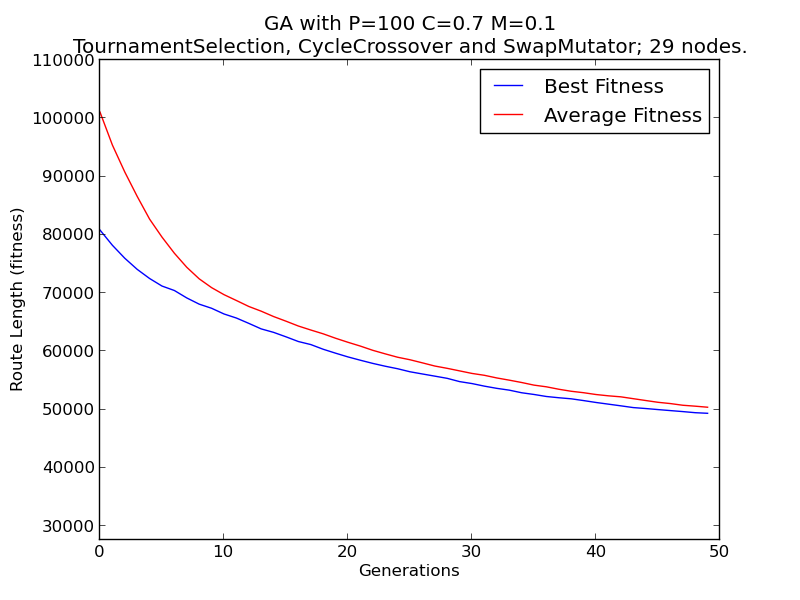 GA with P=100 C=0.7 M=0.1
TournamentSelection, CycleCrossover and SwapMutator; 29 nodes.
Best Fitness
Average Fitness
Route Length (fitness)
110000
100000
90000
80000
70000
60000
50000
40000
30000
0 10 20 30 40 50
Generations